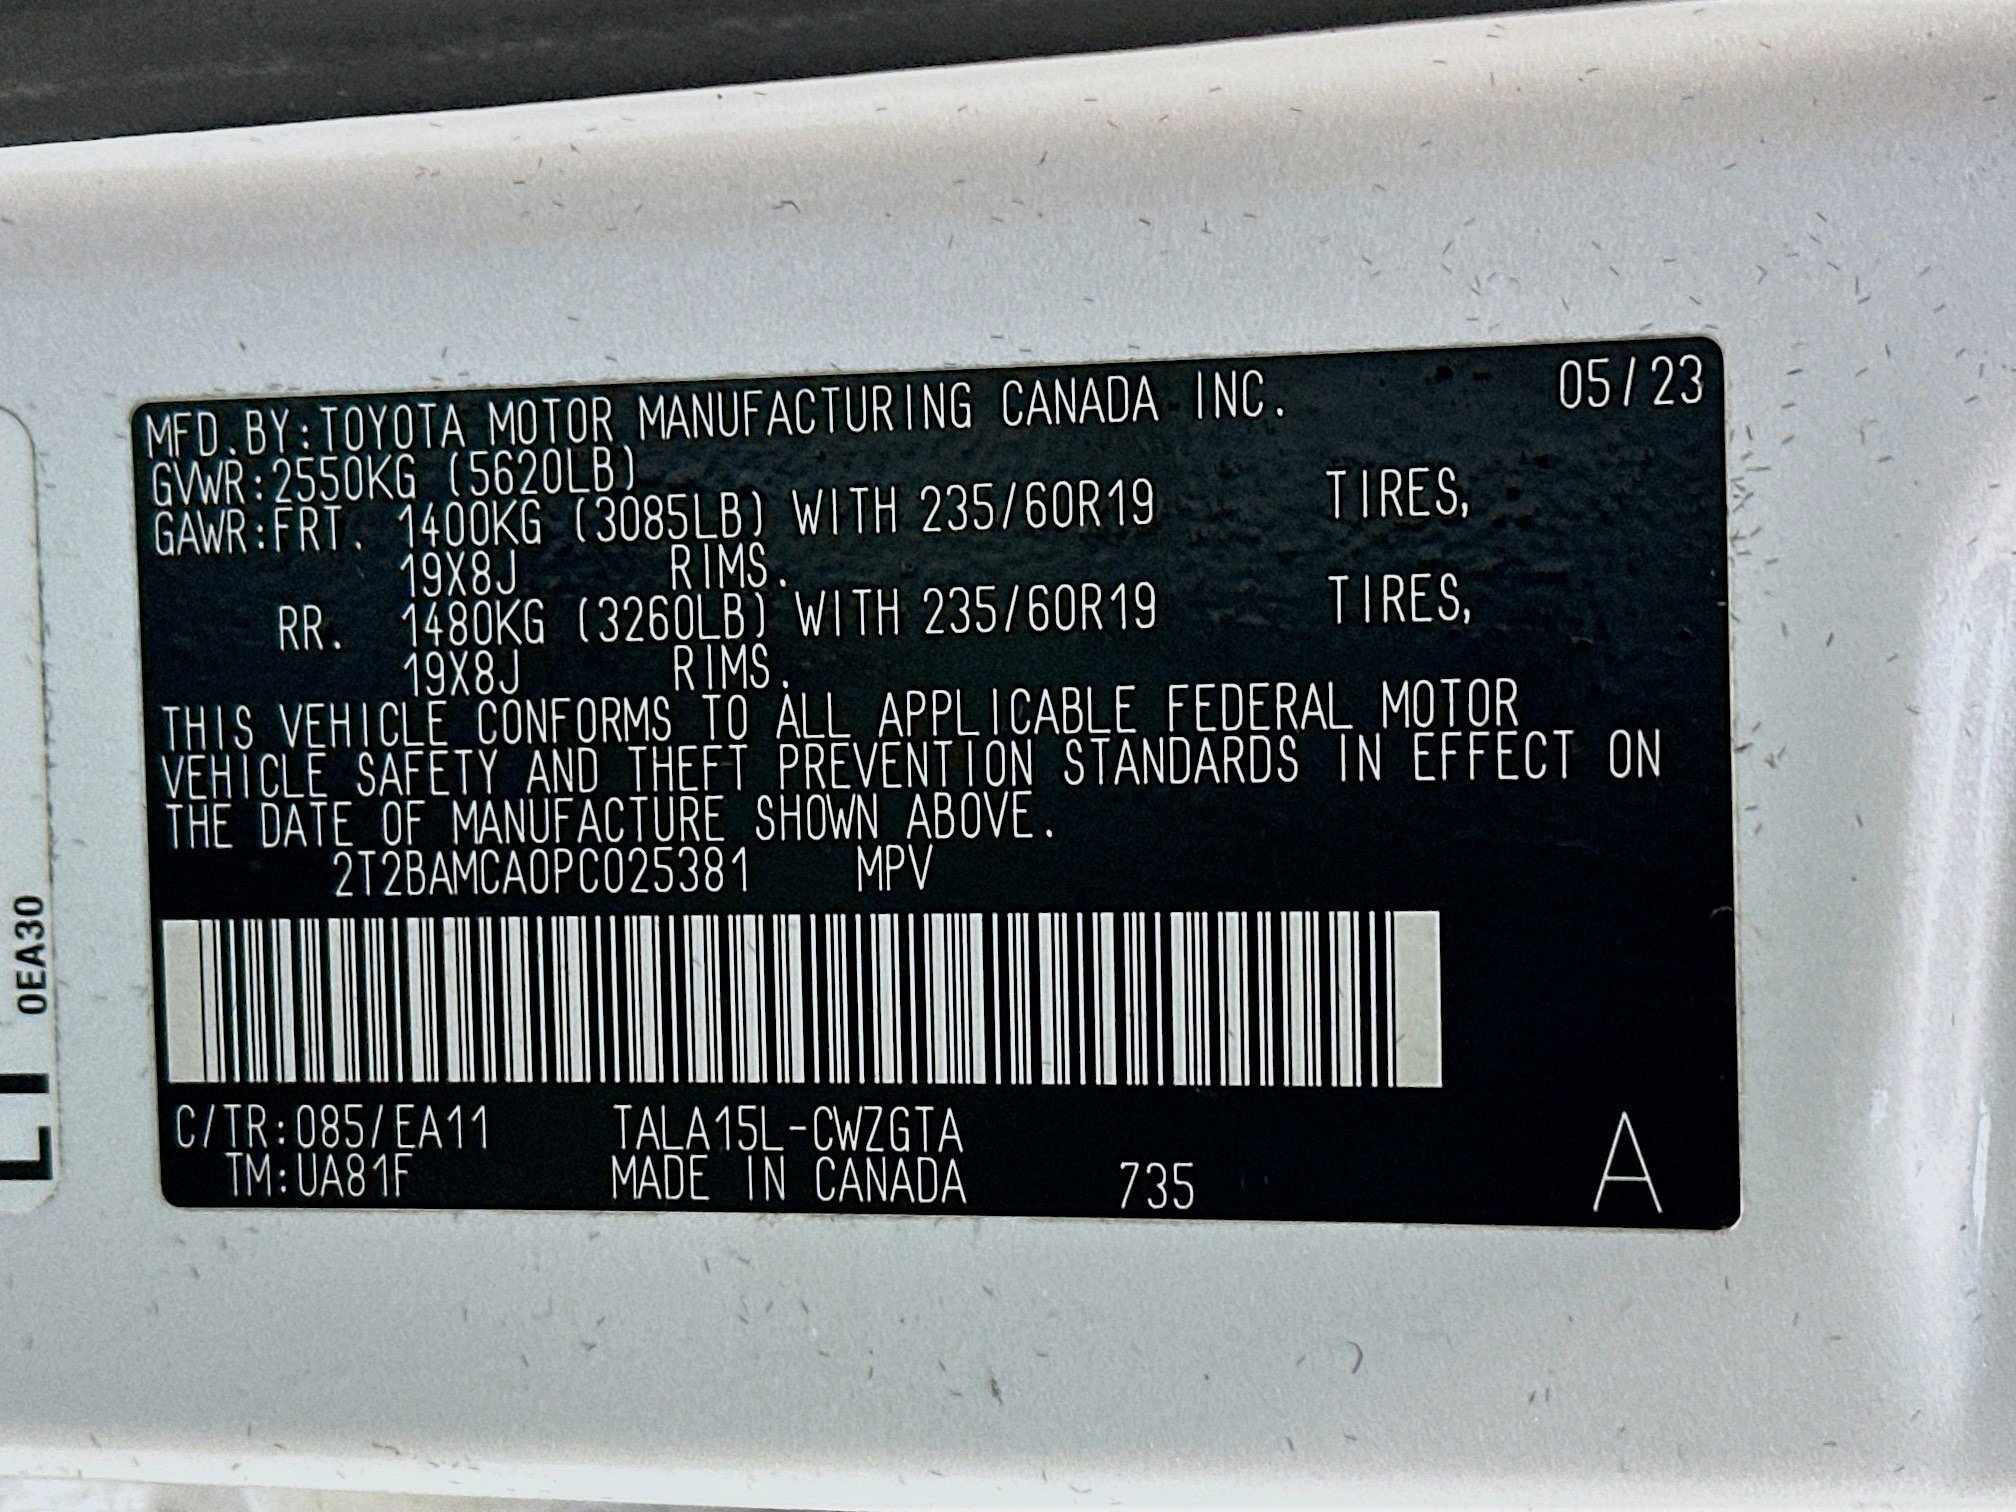 MFD.BY:TOYOTA MOTOR MANUFACTURING CANADA INC. 05/23
GVWR:2550KG (5620LB)
GAWR:FRT. 1400KG (3085LB) WITH 235/60R19 TIRES,
19X8J RIMS.
RR. 1480KG (3260LB) WITH 235/60R19 TIRES,
19X8J RIMS.
THIS VEHICLE CONFORMS TO ALL APPLICABLE FEDERAL MOTOR
VEHICLE SAFETY AND THEFT PREVENTION STANDARDS IN EFFECT ON
THE DATE OF MANUFACTURE SHOWN ABOVE.
2T2BAMCA0PC025381 MPV
C/TR:085/EA11 TALA15L-CWZGTA
TM:UA81F MADE IN CANADA 735 A
0EA30